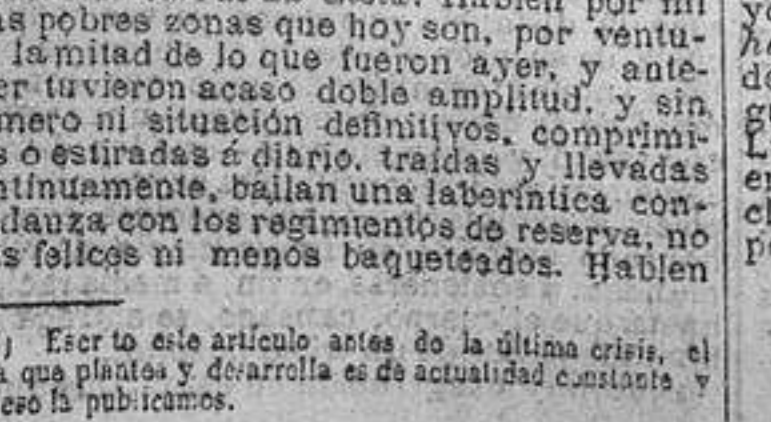 Hablen por mí
as pobres zonas que hoy son, por ventu-
la mitad de lo que fueron ayer, y ante-
er tuvieron acaso doble amplitud, y sin
mero ni situación definitivos, comprimi-
s o estiradas á diario, traídas y llevadas
ntinuamente, bailan una laberíntica con-
danza con los regimientos de reserva, no
s felices ni menos baqueteados. Hablen
) Escrito este artículo antes de la última crisis, el
a que plantea y desarrolla es de actualidad constante y
eso la publicamos.